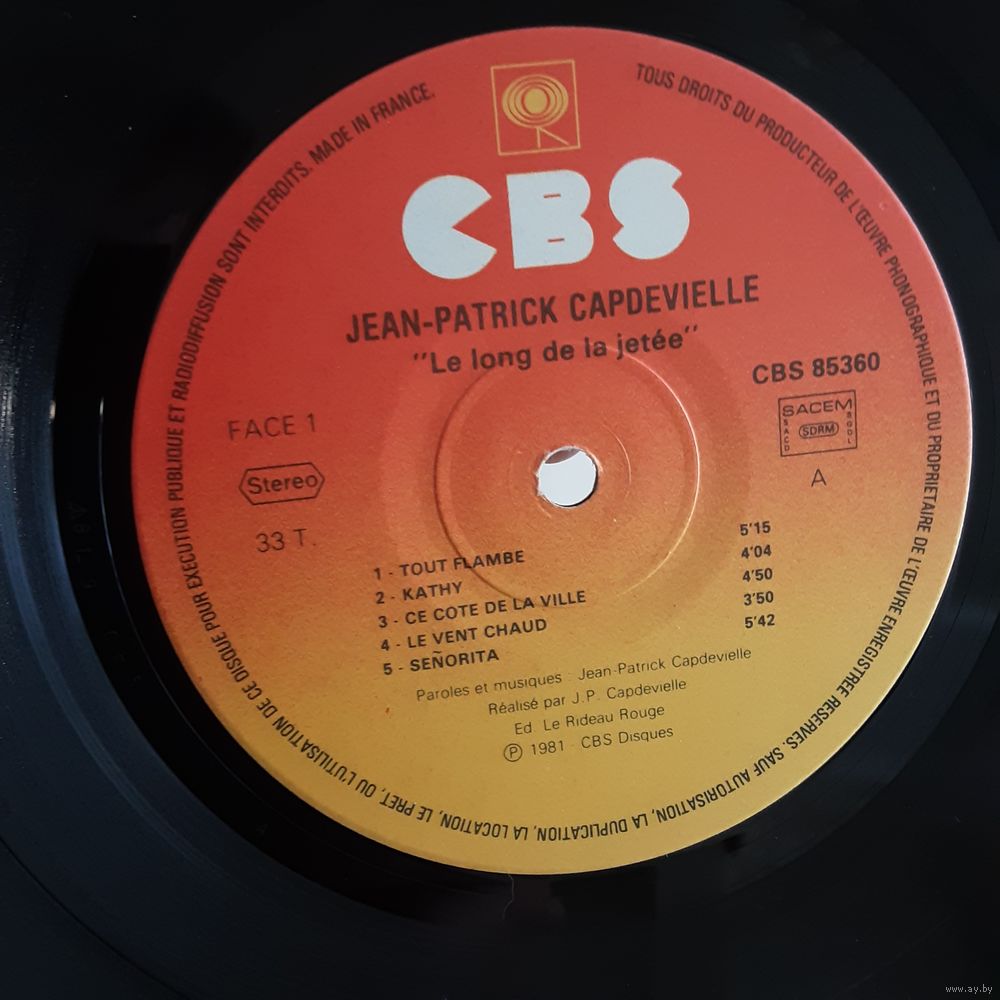 TOUS DROITS DU PRODUCTEUR DE L'ŒUVRE PHONOGRAPHIQUE ET DU PROPRIETAIRE DE L'ŒUVRE ENREGISTREE RESERVES. SAUF AUTORISATION, LA DUPLICATION, LA LOCATION, LE PRET, OU L'UTILISATION DE CE DISQUE POUR EXECUTION PUBLIQUE ET RADIODIFFUSION SONT INTERDITS. MADE IN FRANCE.
CBS
JEAN-PATRICK CAPDEVIELLE
"Le long de la jetée"
CBS 85360
FACE 1
SACEM
SACD
SDRM
SGDL
Stereo
A
33 T.
1 - TOUT FLAMBE 5'15
2 - KATHY 4'04
3 - CE COTE DE LA VILLE 4'50
4 - LE VENT CHAUD 3'50
5 - SEÑORITA 5'42
Paroles et musiques : Jean-Patrick Capdevielle
Réalisé par J.P. Capdevielle
Ed. Le Rideau Rouge
Ⓟ 1981 - CBS Disques
www.ay.by